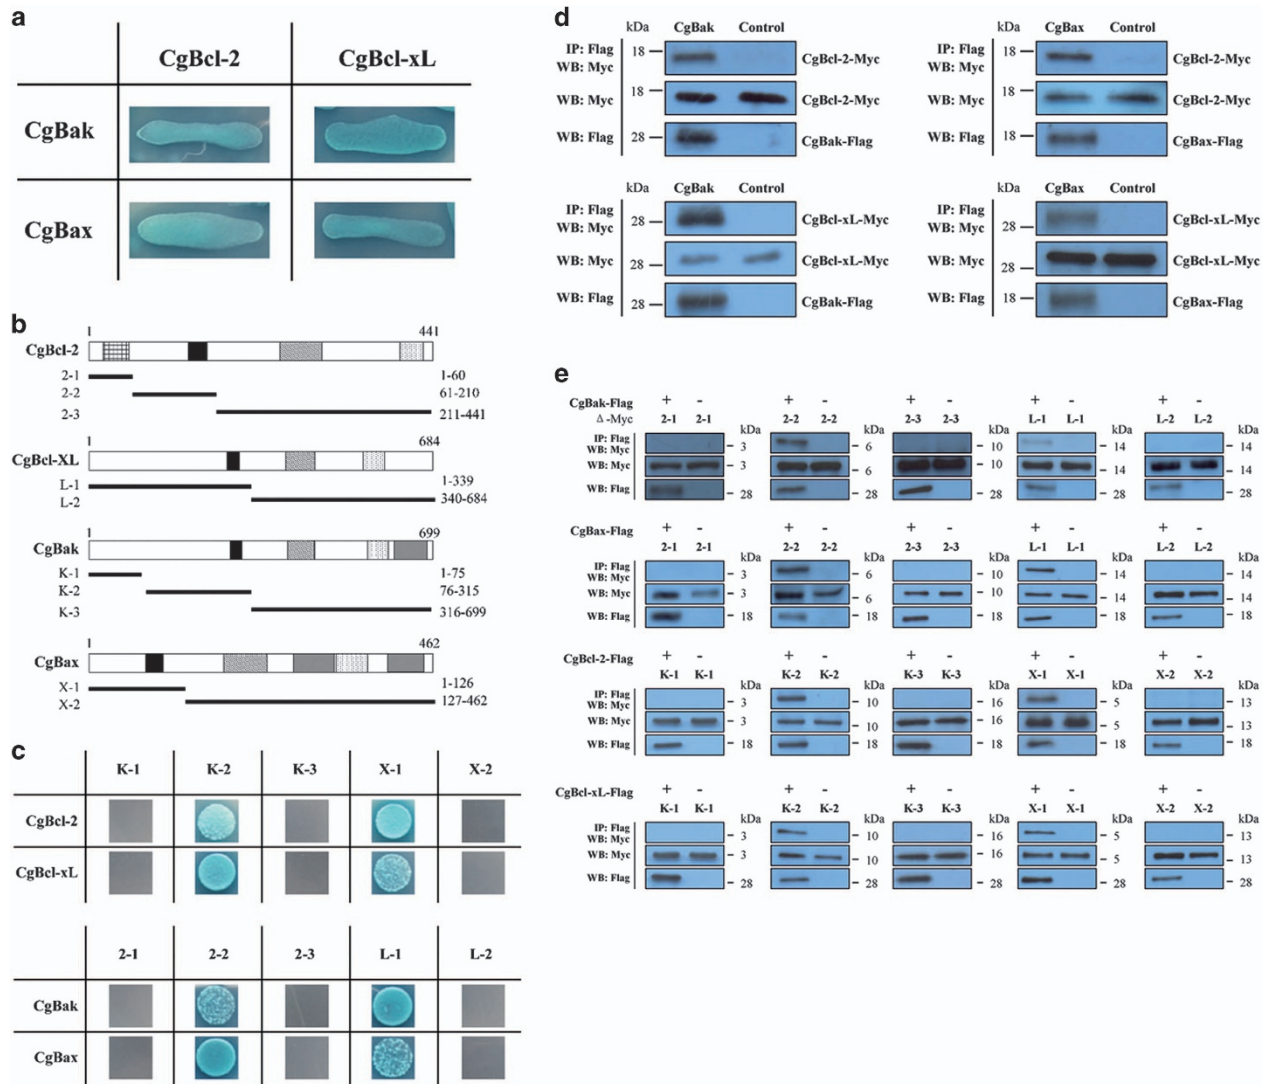 a
CgBcl-2 CgBcl-xL
CgBak
CgBax
b
1 441
CgBcl-2
2-1 1-60
2-2 61-210
2-3 211-441
1 684
CgBcl-XL
L-1 1-339
L-2 340-684
1 699
CgBak
K-1 1-75
K-2 76-315
K-3 316-699
1 462
CgBax
X-1 1-126
X-2 127-462
c
K-1 K-2 K-3 X-1 X-2
CgBcl-2
CgBcl-xL
2-1 2-2 2-3 L-1 L-2
CgBak
CgBax
d
kDa CgBak Control
IP: Flag 18
WB: Myc CgBcl-2-Myc
18
WB: Myc CgBcl-2-Myc
WB: Flag 28 CgBak-Flag
kDa CgBax Control
IP: Flag 18
WB: Myc CgBcl-2-Myc
18
WB: Myc CgBcl-2-Myc
WB: Flag 18 CgBax-Flag
kDa CgBak Control
IP: Flag 28 CgBcl-xL-Myc
WB: Myc
WB: Myc 28 CgBcl-xL-Myc
WB: Flag 28 CgBak-Flag
kDa CgBax Control
IP: Flag 28 CgBcl-xL-Myc
WB: Myc
WB: Myc 28 CgBcl-xL-Myc
WB: Flag 18 CgBax-Flag
e
CgBak-Flag + - + - + - + - + -
Δ-Myc 2-1 2-1 2-2 2-2 2-3 2-3 L-1 L-1 L-2 L-2
kDa kDa kDa kDa kDa
IP: Flag
WB: Myc 3 6 10 14 14
WB: Myc 3 6 10 14 14
WB: Flag 28 28 28 28 28
CgBax-Flag + - + - + - + - + -
2-1 2-1 2-2 2-2 2-3 2-3 L-1 L-1 L-2 L-2
kDa kDa kDa kDa kDa
IP: Flag
WB: Myc 3 6 10 14 14
WB: Myc 3 6 10 14 14
WB: Flag 18 18 18 18 18
CgBcl-2-Flag + - + - + - + - + -
K-1 K-1 K-2 K-2 K-3 K-3 X-1 X-1 X-2 X-2
kDa kDa kDa kDa kDa
IP: Flag
WB: Myc 3 10 16 5 13
WB: Myc 3 10 16 5 13
WB: Flag 18 18 18 18 18
CgBcl-xL-Flag + - + - + - + - + -
K-1 K-1 K-2 K-2 K-3 K-3 X-1 X-1 X-2 X-2
kDa kDa kDa kDa kDa
IP: Flag
WB: Myc 3 10 16 5 13
WB: Myc 3 10 16 5 13
WB: Flag 28 28 28 28 28